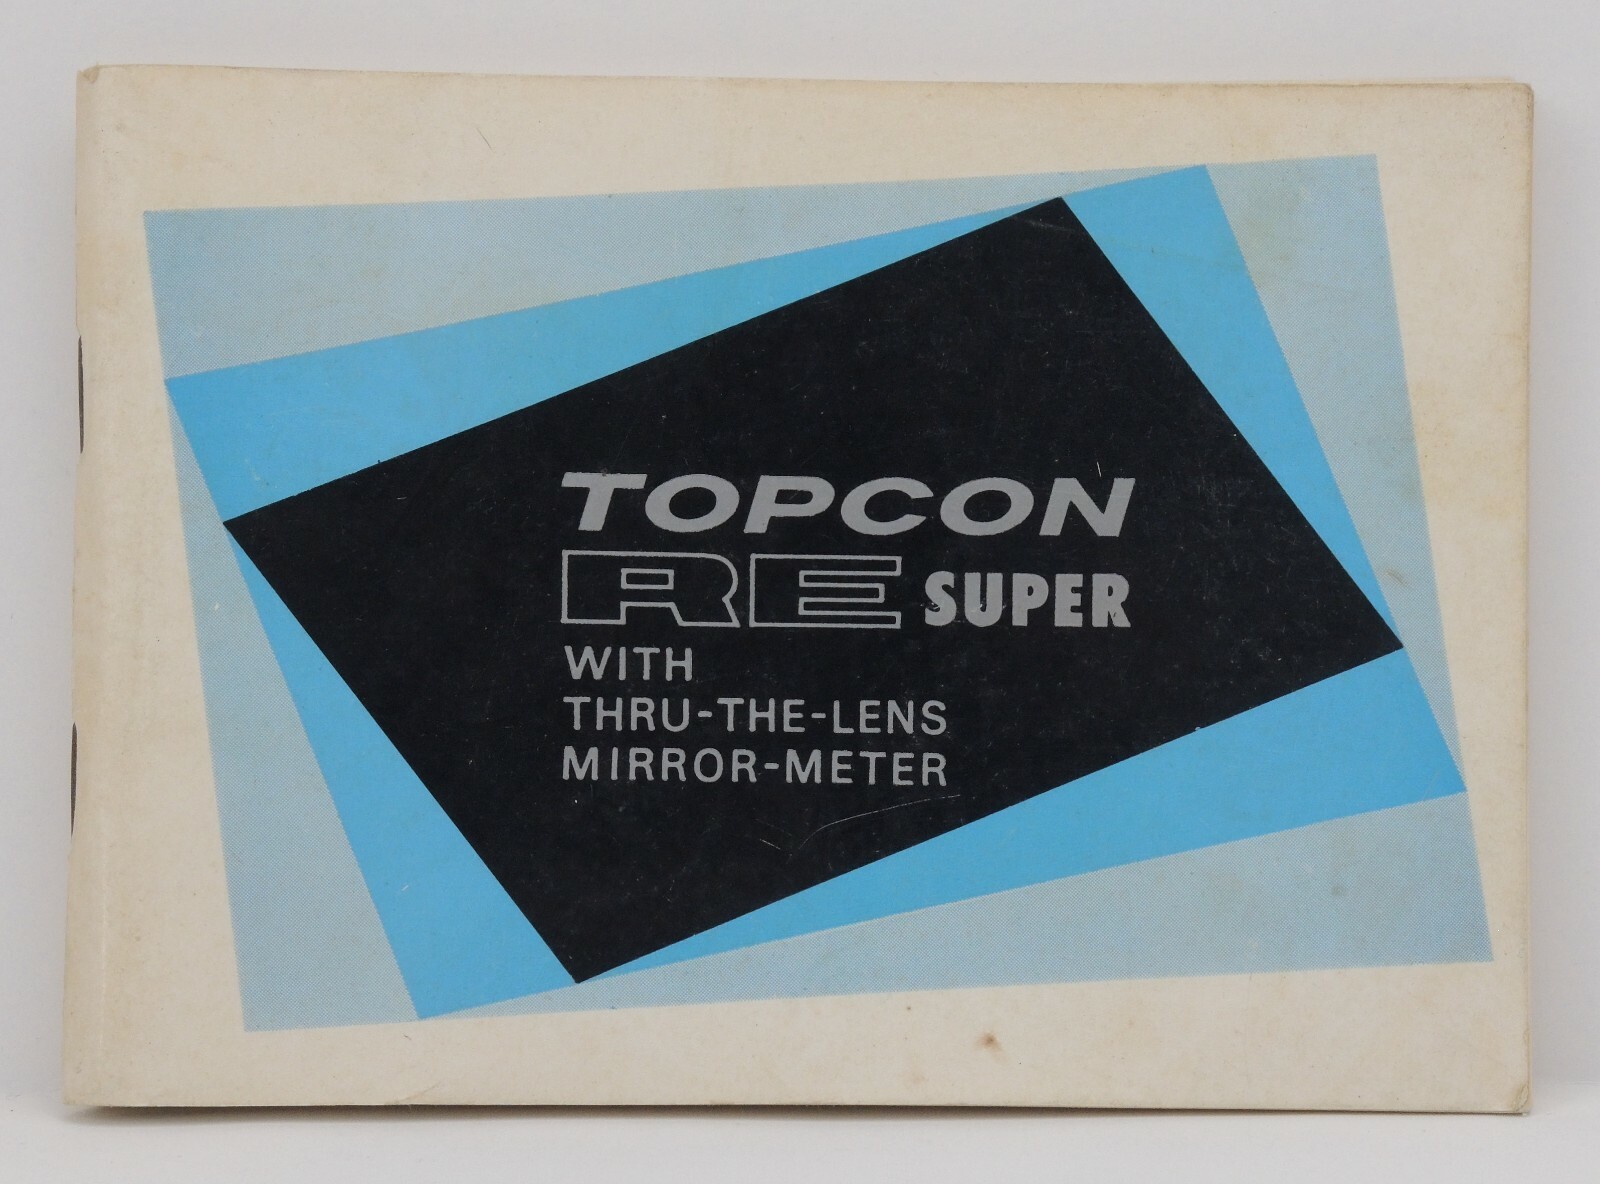 TOPCON
RE SUPER
WITH
THRU-THE-LENS
MIRROR-METER